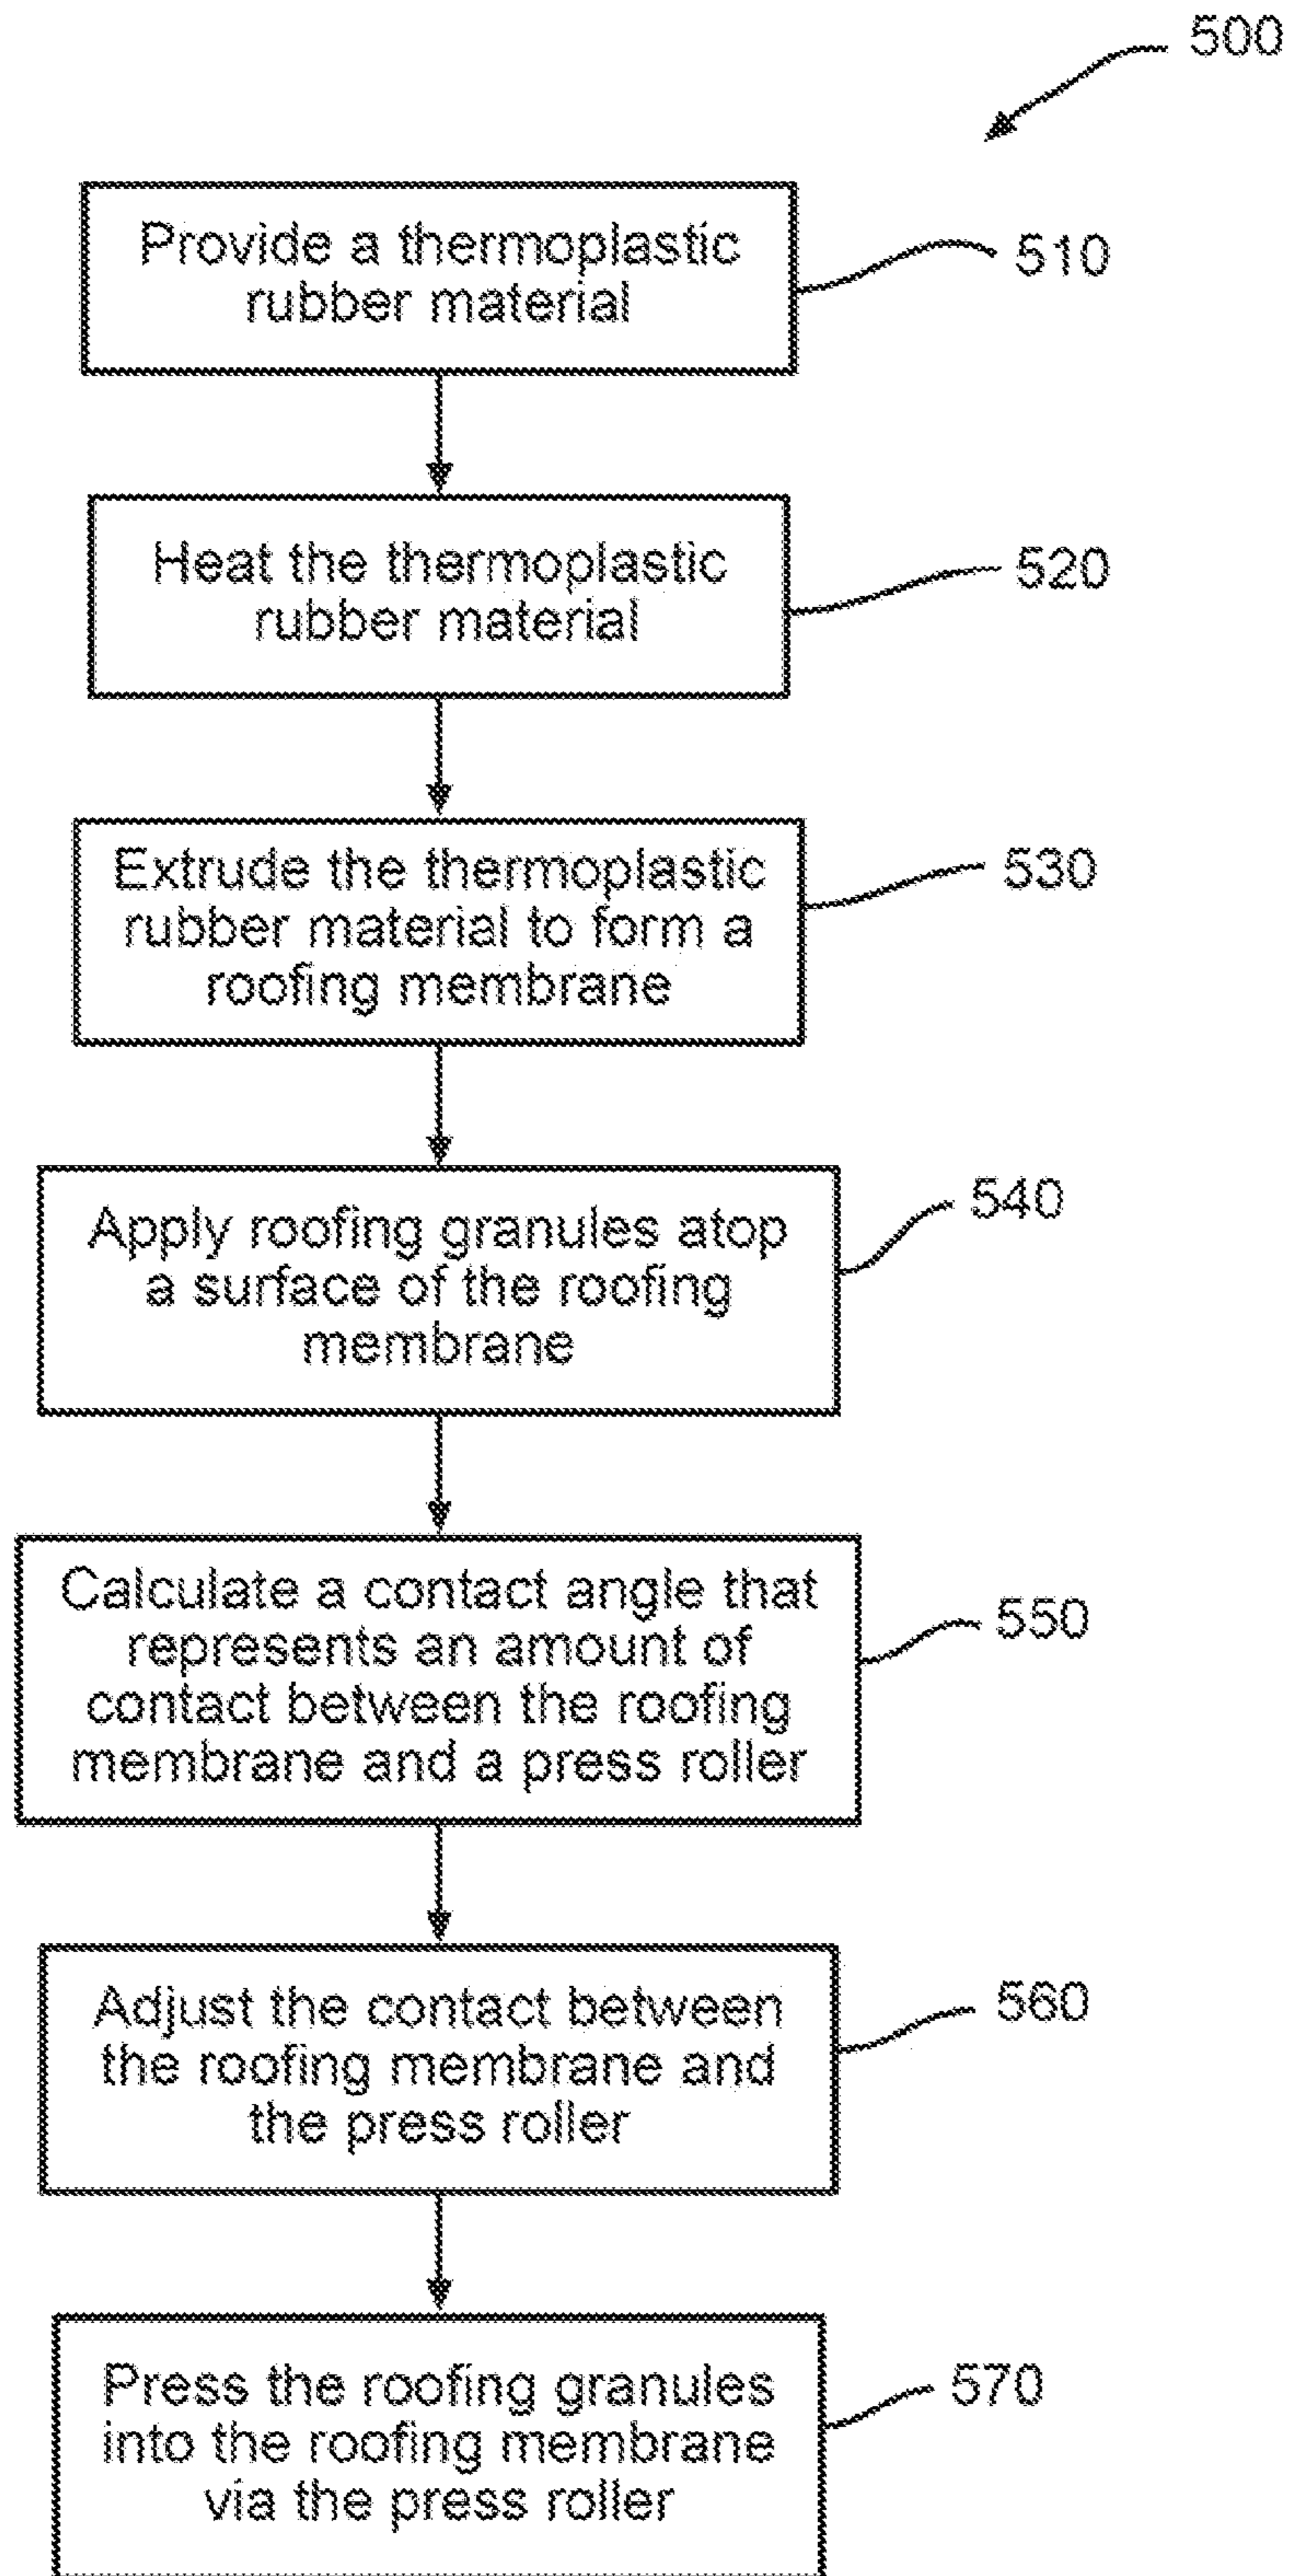 500
Provide a thermoplastic
rubber material
510
Heat the thermoplastic
rubber material
520
Extrude the thermoplastic
rubber material to form a
roofing membrane
530
Apply roofing granules atop
a surface of the roofing
membrane
540
Calculate a contact angle that
represents an amount of
contact between the roofing
membrane and a press roller
550
Adjust the contact between
the roofing membrane and
the press roller
560
Press the roofing granules
into the roofing membrane
via the press roller
570